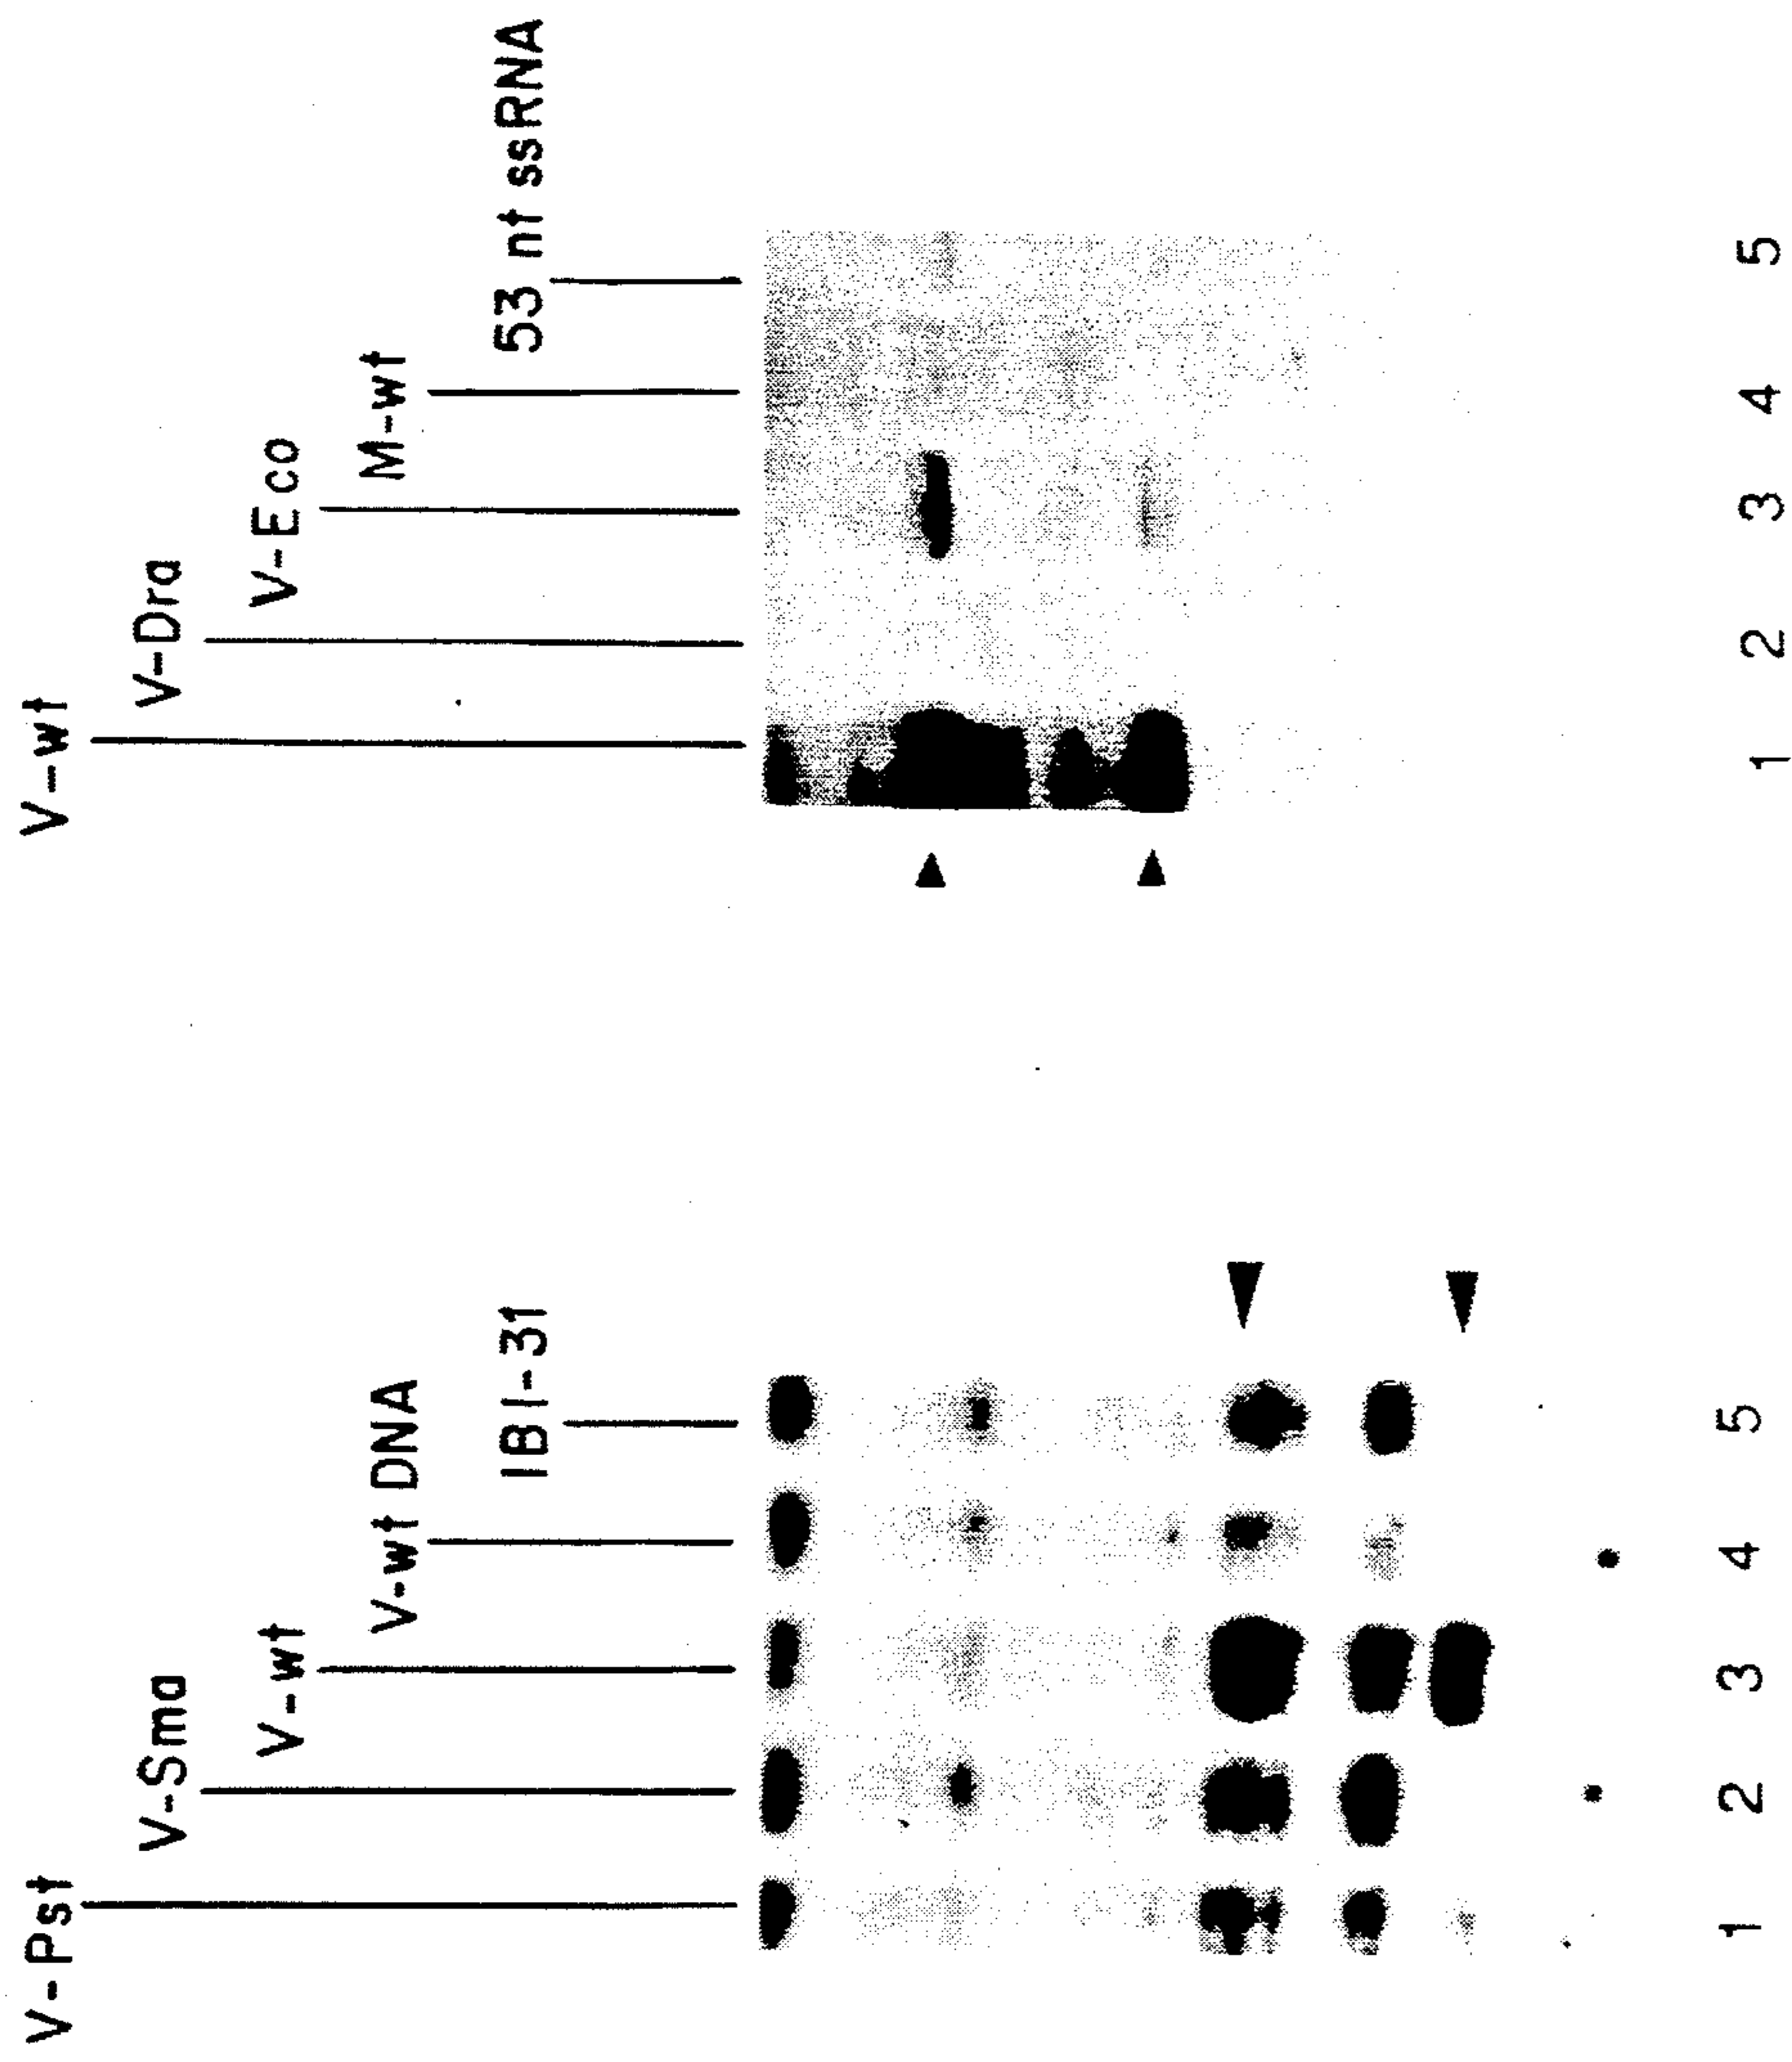 V-Pst
V-Sma
V-wt
V-wt DNA
IBI-31
1 2 3 4 5
V-wt
V-Dra
V-Eco
M-wt
53 nt ssRNA
1 2 3 4 5